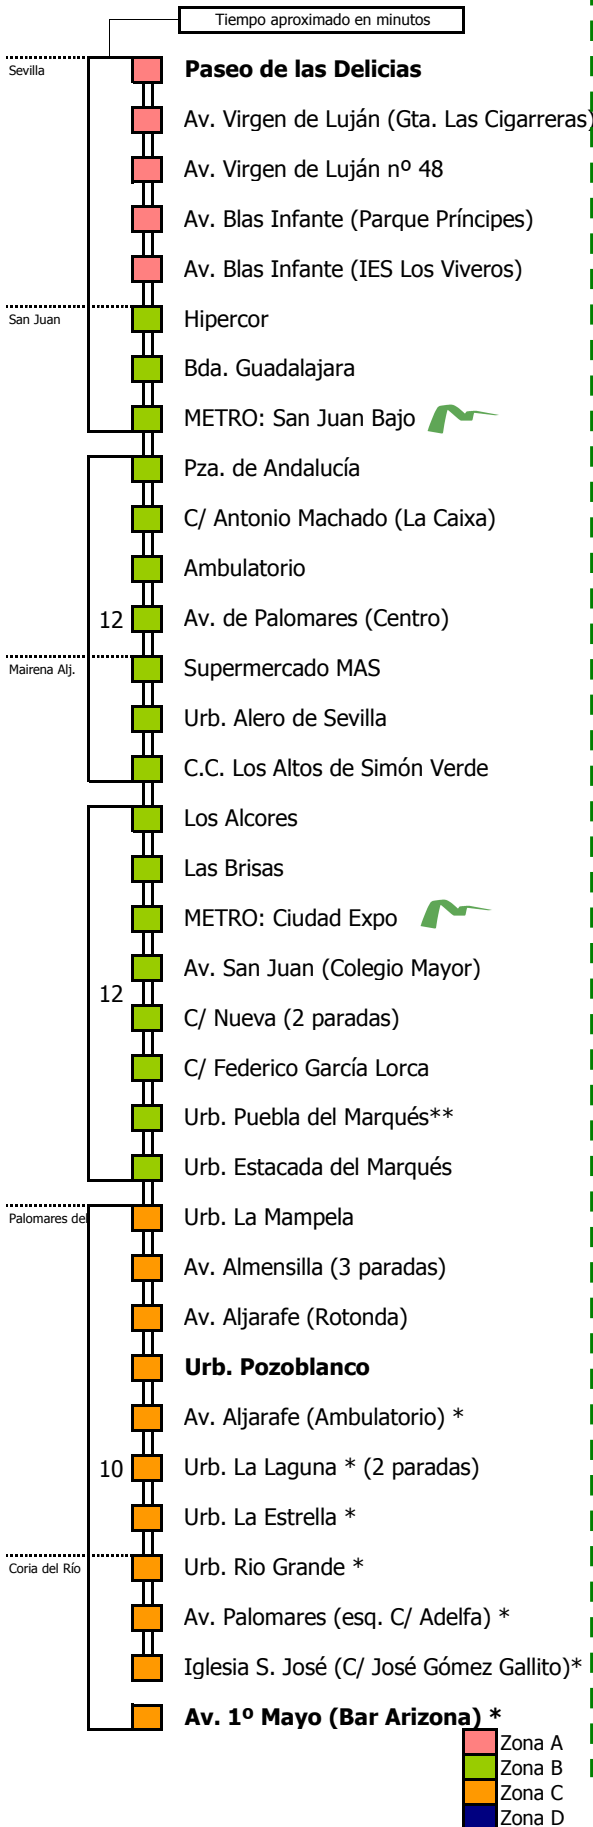 Tiempo aproximado en minutos
Sevilla
Paseo de las Delicias
Av. Virgen de Luján (Gta. Las Cigarreras)
Av. Virgen de Luján nº 48
Av. Blas Infante (Parque Príncipes)
Av. Blas Infante (IES Los Viveros)
San Juan
Hipercor
Bda. Guadalajara
METRO: San Juan Bajo
Pza. de Andalucía
C/ Antonio Machado (La Caixa)
Ambulatorio
12
Av. de Palomares (Centro)
Mairena Alj.
Supermercado MAS
Urb. Alero de Sevilla
C.C. Los Altos de Simón Verde
Los Alcores
Las Brisas
METRO: Ciudad Expo
Av. San Juan (Colegio Mayor)
12
C/ Nueva (2 paradas)
C/ Federico García Lorca
Urb. Puebla del Marqués**
Urb. Estacada del Marqués
Palomares del
Urb. La Mampela
Av. Almensilla (3 paradas)
Av. Aljarafe (Rotonda)
Urb. Pozoblanco
Av. Aljarafe (Ambulatorio) *
10
Urb. La Laguna * (2 paradas)
Urb. La Estrella *
Coria del Río
Urb. Rio Grande *
Av. Palomares (esq. C/ Adelfa) *
Iglesia S. José (C/ José Gómez Gallito)*
Av. 1º Mayo (Bar Arizona) *
Zona A
Zona B
Zona C
Zona D